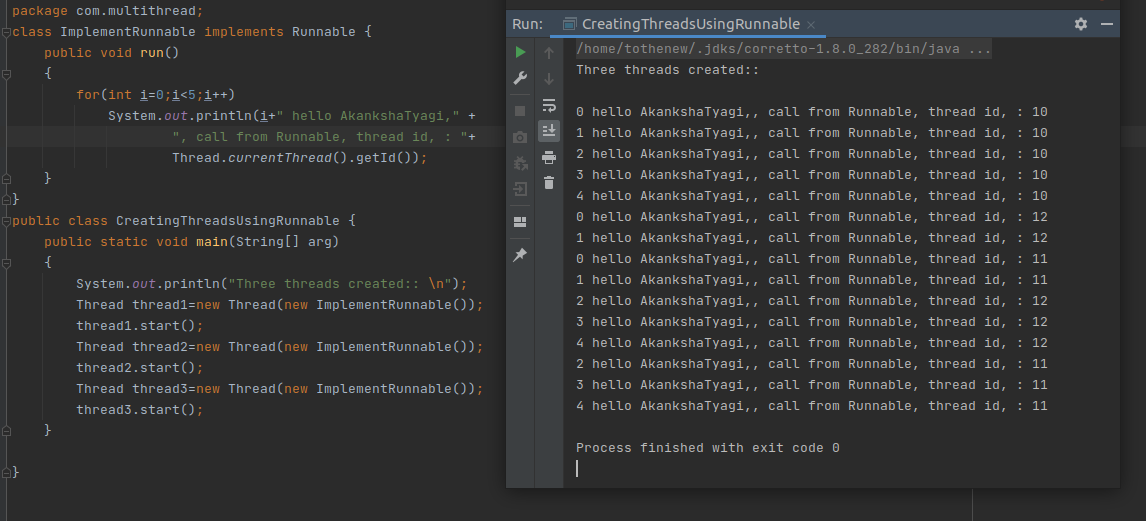 package com.multithread;
class ImplementRunnable implements Runnable {
public void run()
{
for(int i=0;i<5;i++)
System.out.println(i+" hello AkankshaTyagi," +
", call from Runnable, thread id, : "+
Thread.currentThread().getId());
}
}
public class CreatingThreadsUsingRunnable {
public static void main(String[] arg)
{
System.out.println("Three threads created:: \n");
Thread thread1=new Thread(new ImplementRunnable());
thread1.start();
Thread thread2=new Thread(new ImplementRunnable());
thread2.start();
Thread thread3=new Thread(new ImplementRunnable());
thread3.start();
}
}
Run: CreatingThreadsUsingRunnable ×
/home/tothenew/.jdks/corretto-1.8.0_282/bin/java ...
Three threads created::
0 hello AkankshaTyagi,, call from Runnable, thread id, : 10
1 hello AkankshaTyagi,, call from Runnable, thread id, : 10
2 hello AkankshaTyagi,, call from Runnable, thread id, : 10
3 hello AkankshaTyagi,, call from Runnable, thread id, : 10
4 hello AkankshaTyagi,, call from Runnable, thread id, : 10
0 hello AkankshaTyagi,, call from Runnable, thread id, : 12
1 hello AkankshaTyagi,, call from Runnable, thread id, : 12
0 hello AkankshaTyagi,, call from Runnable, thread id, : 11
1 hello AkankshaTyagi,, call from Runnable, thread id, : 11
2 hello AkankshaTyagi,, call from Runnable, thread id, : 12
3 hello AkankshaTyagi,, call from Runnable, thread id, : 12
4 hello AkankshaTyagi,, call from Runnable, thread id, : 12
2 hello AkankshaTyagi,, call from Runnable, thread id, : 11
3 hello AkankshaTyagi,, call from Runnable, thread id, : 11
4 hello AkankshaTyagi,, call from Runnable, thread id, : 11
Process finished with exit code 0